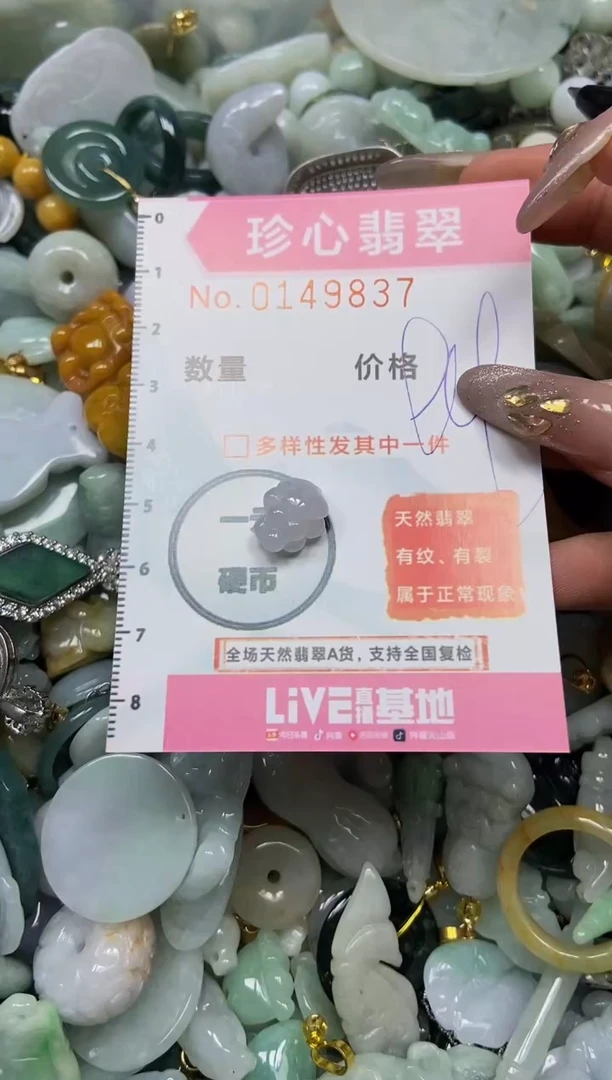 珍心翡翠
No. 0149837
数量 价格
多样性发其中一件
一
硬币
天然翡翠
有纹、有裂
属于正常现象
全场天然翡翠A货，支持全国复检
LiVE直播基地
0
1
2
3
4
5
6
7
8